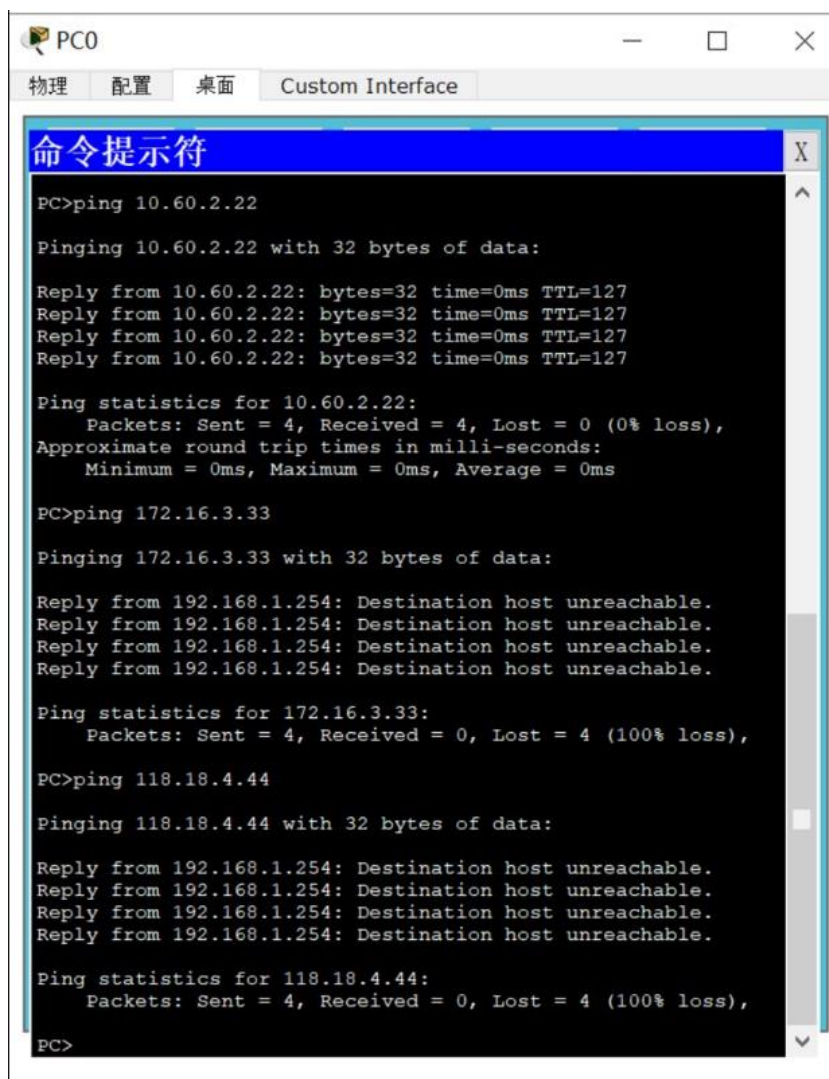 PC0
物理 配置 桌面 Custom Interface
命令提示符 X
PC>ping 10.60.2.22
Pinging 10.60.2.22 with 32 bytes of data:
Reply from 10.60.2.22: bytes=32 time=0ms TTL=127
Reply from 10.60.2.22: bytes=32 time=0ms TTL=127
Reply from 10.60.2.22: bytes=32 time=0ms TTL=127
Reply from 10.60.2.22: bytes=32 time=0ms TTL=127
Ping statistics for 10.60.2.22:
    Packets: Sent = 4, Received = 4, Lost = 0 (0% loss),
Approximate round trip times in milli-seconds:
    Minimum = 0ms, Maximum = 0ms, Average = 0ms
PC>ping 172.16.3.33
Pinging 172.16.3.33 with 32 bytes of data:
Reply from 192.168.1.254: Destination host unreachable.
Reply from 192.168.1.254: Destination host unreachable.
Reply from 192.168.1.254: Destination host unreachable.
Reply from 192.168.1.254: Destination host unreachable.
Ping statistics for 172.16.3.33:
    Packets: Sent = 4, Received = 0, Lost = 4 (100% loss),
PC>ping 118.18.4.44
Pinging 118.18.4.44 with 32 bytes of data:
Reply from 192.168.1.254: Destination host unreachable.
Reply from 192.168.1.254: Destination host unreachable.
Reply from 192.168.1.254: Destination host unreachable.
Reply from 192.168.1.254: Destination host unreachable.
Ping statistics for 118.18.4.44:
    Packets: Sent = 4, Received = 0, Lost = 4 (100% loss),
PC>